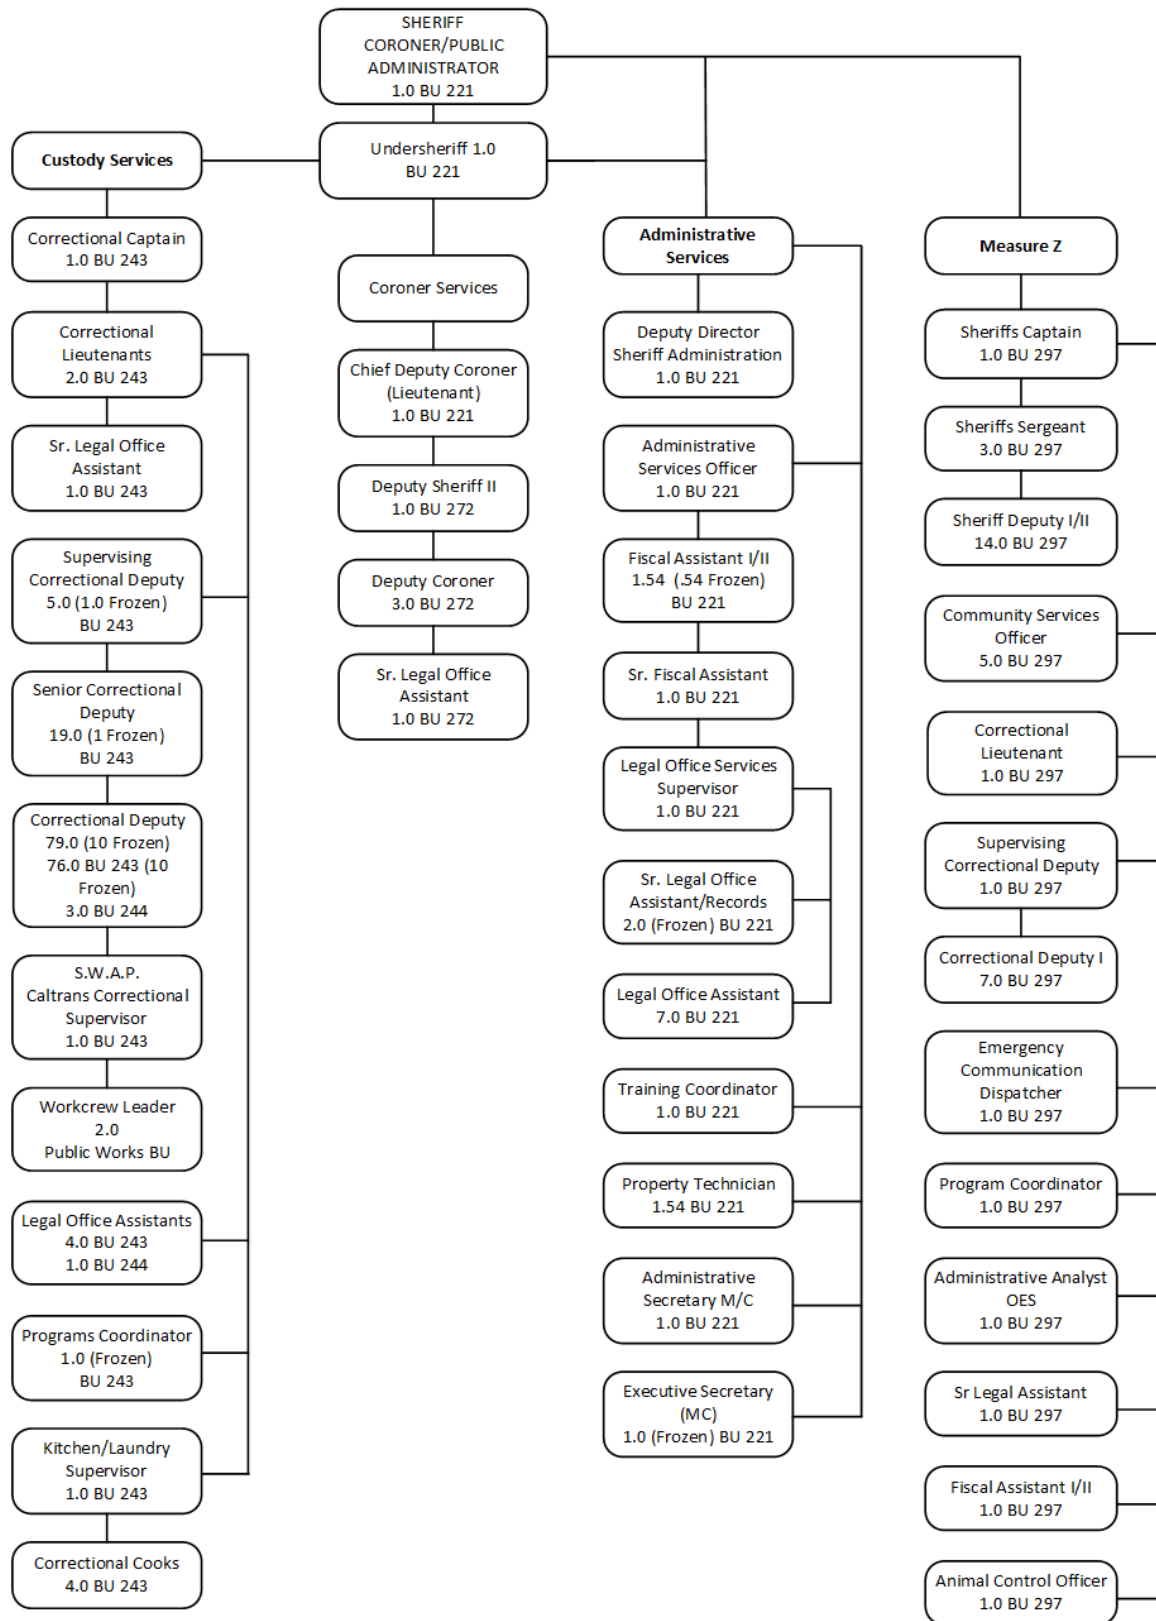 SHERIFF
CORONER/PUBLIC
ADMINISTRATOR
1.0 BU 221
Undersheriff 1.0
BU 221
Custody Services
Correctional Captain
1.0 BU 243
Correctional
Lieutenants
2.0 BU 243
Sr. Legal Office
Assistant
1.0 BU 243
Supervising
Correctional Deputy
5.0 (1.0 Frozen)
BU 243
Senior Correctional
Deputy
19.0 (1 Frozen)
BU 243
Correctional Deputy
79.0 (10 Frozen)
76.0 BU 243 (10
Frozen)
3.0 BU 244
S.W.A.P.
Caltrans Correctional
Supervisor
1.0 BU 243
Workcrew Leader
2.0
Public Works BU
Legal Office Assistants
4.0 BU 243
1.0 BU 244
Programs Coordinator
1.0 (Frozen)
BU 243
Kitchen/Laundry
Supervisor
1.0 BU 243
Correctional Cooks
4.0 BU 243
Coroner Services
Chief Deputy Coroner
(Lieutenant)
1.0 BU 221
Deputy Sheriff II
1.0 BU 272
Deputy Coroner
3.0 BU 272
Sr. Legal Office
Assistant
1.0 BU 272
Administrative
Services
Deputy Director
Sheriff Administration
1.0 BU 221
Administrative
Services Officer
1.0 BU 221
Fiscal Assistant I/II
1.54 (.54 Frozen)
BU 221
Sr. Fiscal Assistant
1.0 BU 221
Legal Office Services
Supervisor
1.0 BU 221
Sr. Legal Office
Assistant/Records
2.0 (Frozen) BU 221
Legal Office Assistant
7.0 BU 221
Training Coordinator
1.0 BU 221
Property Technician
1.54 BU 221
Administrative
Secretary M/C
1.0 BU 221
Executive Secretary
(MC)
1.0 (Frozen) BU 221
Measure Z
Sheriffs Captain
1.0 BU 297
Sheriffs Sergeant
3.0 BU 297
Sheriff Deputy I/II
14.0 BU 297
Community Services
Officer
5.0 BU 297
Correctional
Lieutenant
1.0 BU 297
Supervising
Correctional Deputy
1.0 BU 297
Correctional Deputy I
7.0 BU 297
Emergency
Communication
Dispatcher
1.0 BU 297
Program Coordinator
1.0 BU 297
Administrative Analyst
OES
1.0 BU 297
Sr Legal Assistant
1.0 BU 297
Fiscal Assistant I/II
1.0 BU 297
Animal Control Officer
1.0 BU 297